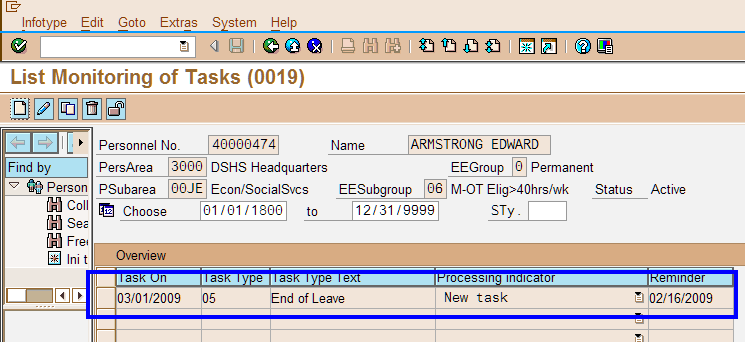 Infotype Edit Goto Extras System Help
List Monitoring of Tasks (0019)
Personnel No. 40000474 Name ARMSTRONG EDWARD
Find by PersArea 3000 DSHS Headquarters EEGroup 0 Permanent
Person PSubarea 00JE Econ/SocialSvcs EESubgroup 06 M-OT Elig>40hrs/wk Status Active
Coll Choose 01/01/1800 to 12/31/9999 STy.
Sea
Free
Ini t Overview
Task On Task Type Task Type Text Processing indicator Reminder
03/01/2009 05 End of Leave New task 02/16/2009